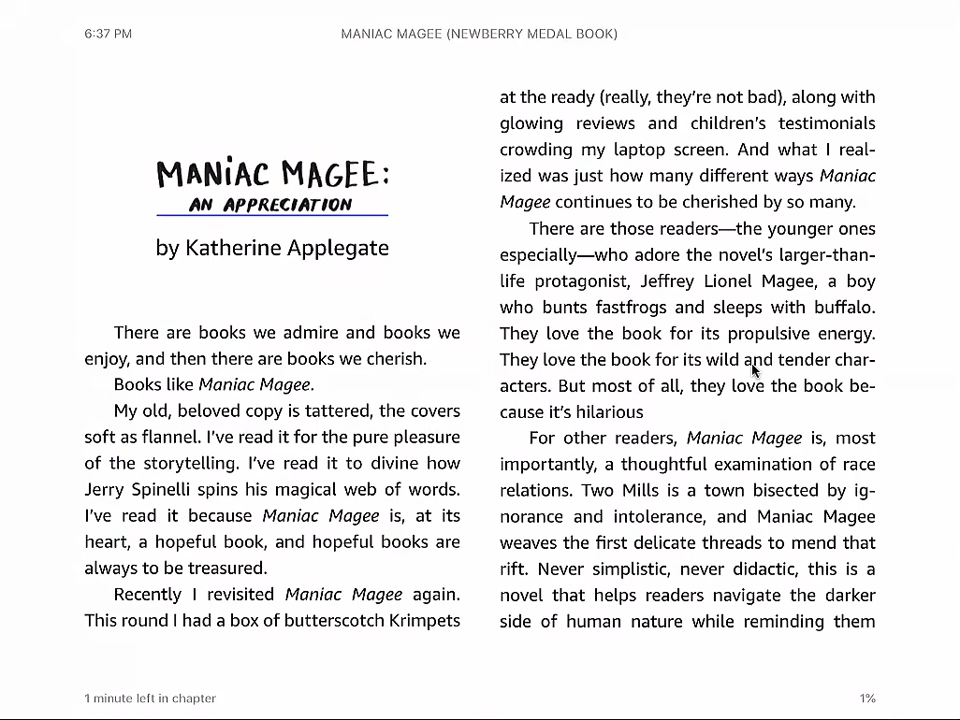 6:37 PM
MANIAC MAGEE (NEWBERRY MEDAL BOOK)
MANiAC MAGEE:
AN APPRECIATION
by Katherine Applegate
There are books we admire and books we
enjoy, and then there are books we cherish.
Books like Maniac Magee.
My old, beloved copy is tattered, the covers
soft as flannel. I’ve read it for the pure pleasure
of the storytelling. I’ve read it to divine how
Jerry Spinelli spins his magical web of words.
I’ve read it because Maniac Magee is, at its
heart, a hopeful book, and hopeful books are
always to be treasured.
Recently I revisited Maniac Magee again.
This round I had a box of butterscotch Krimpets
at the ready (really, they’re not bad), along with
glowing reviews and children’s testimonials
crowding my laptop screen. And what I real-
ized was just how many different ways Maniac
Magee continues to be cherished by so many.
There are those readers—the younger ones
especially—who adore the novel’s larger-than-
life protagonist, Jeffrey Lionel Magee, a boy
who bunts fastfrogs and sleeps with buffalo.
They love the book for its propulsive energy.
They love the book for its wild and tender char-
acters. But most of all, they love the book be-
cause it’s hilarious
For other readers, Maniac Magee is, most
importantly, a thoughtful examination of race
relations. Two Mills is a town bisected by ig-
norance and intolerance, and Maniac Magee
weaves the first delicate threads to mend that
rift. Never simplistic, never didactic, this is a
novel that helps readers navigate the darker
side of human nature while reminding them
1 minute left in chapter
1%